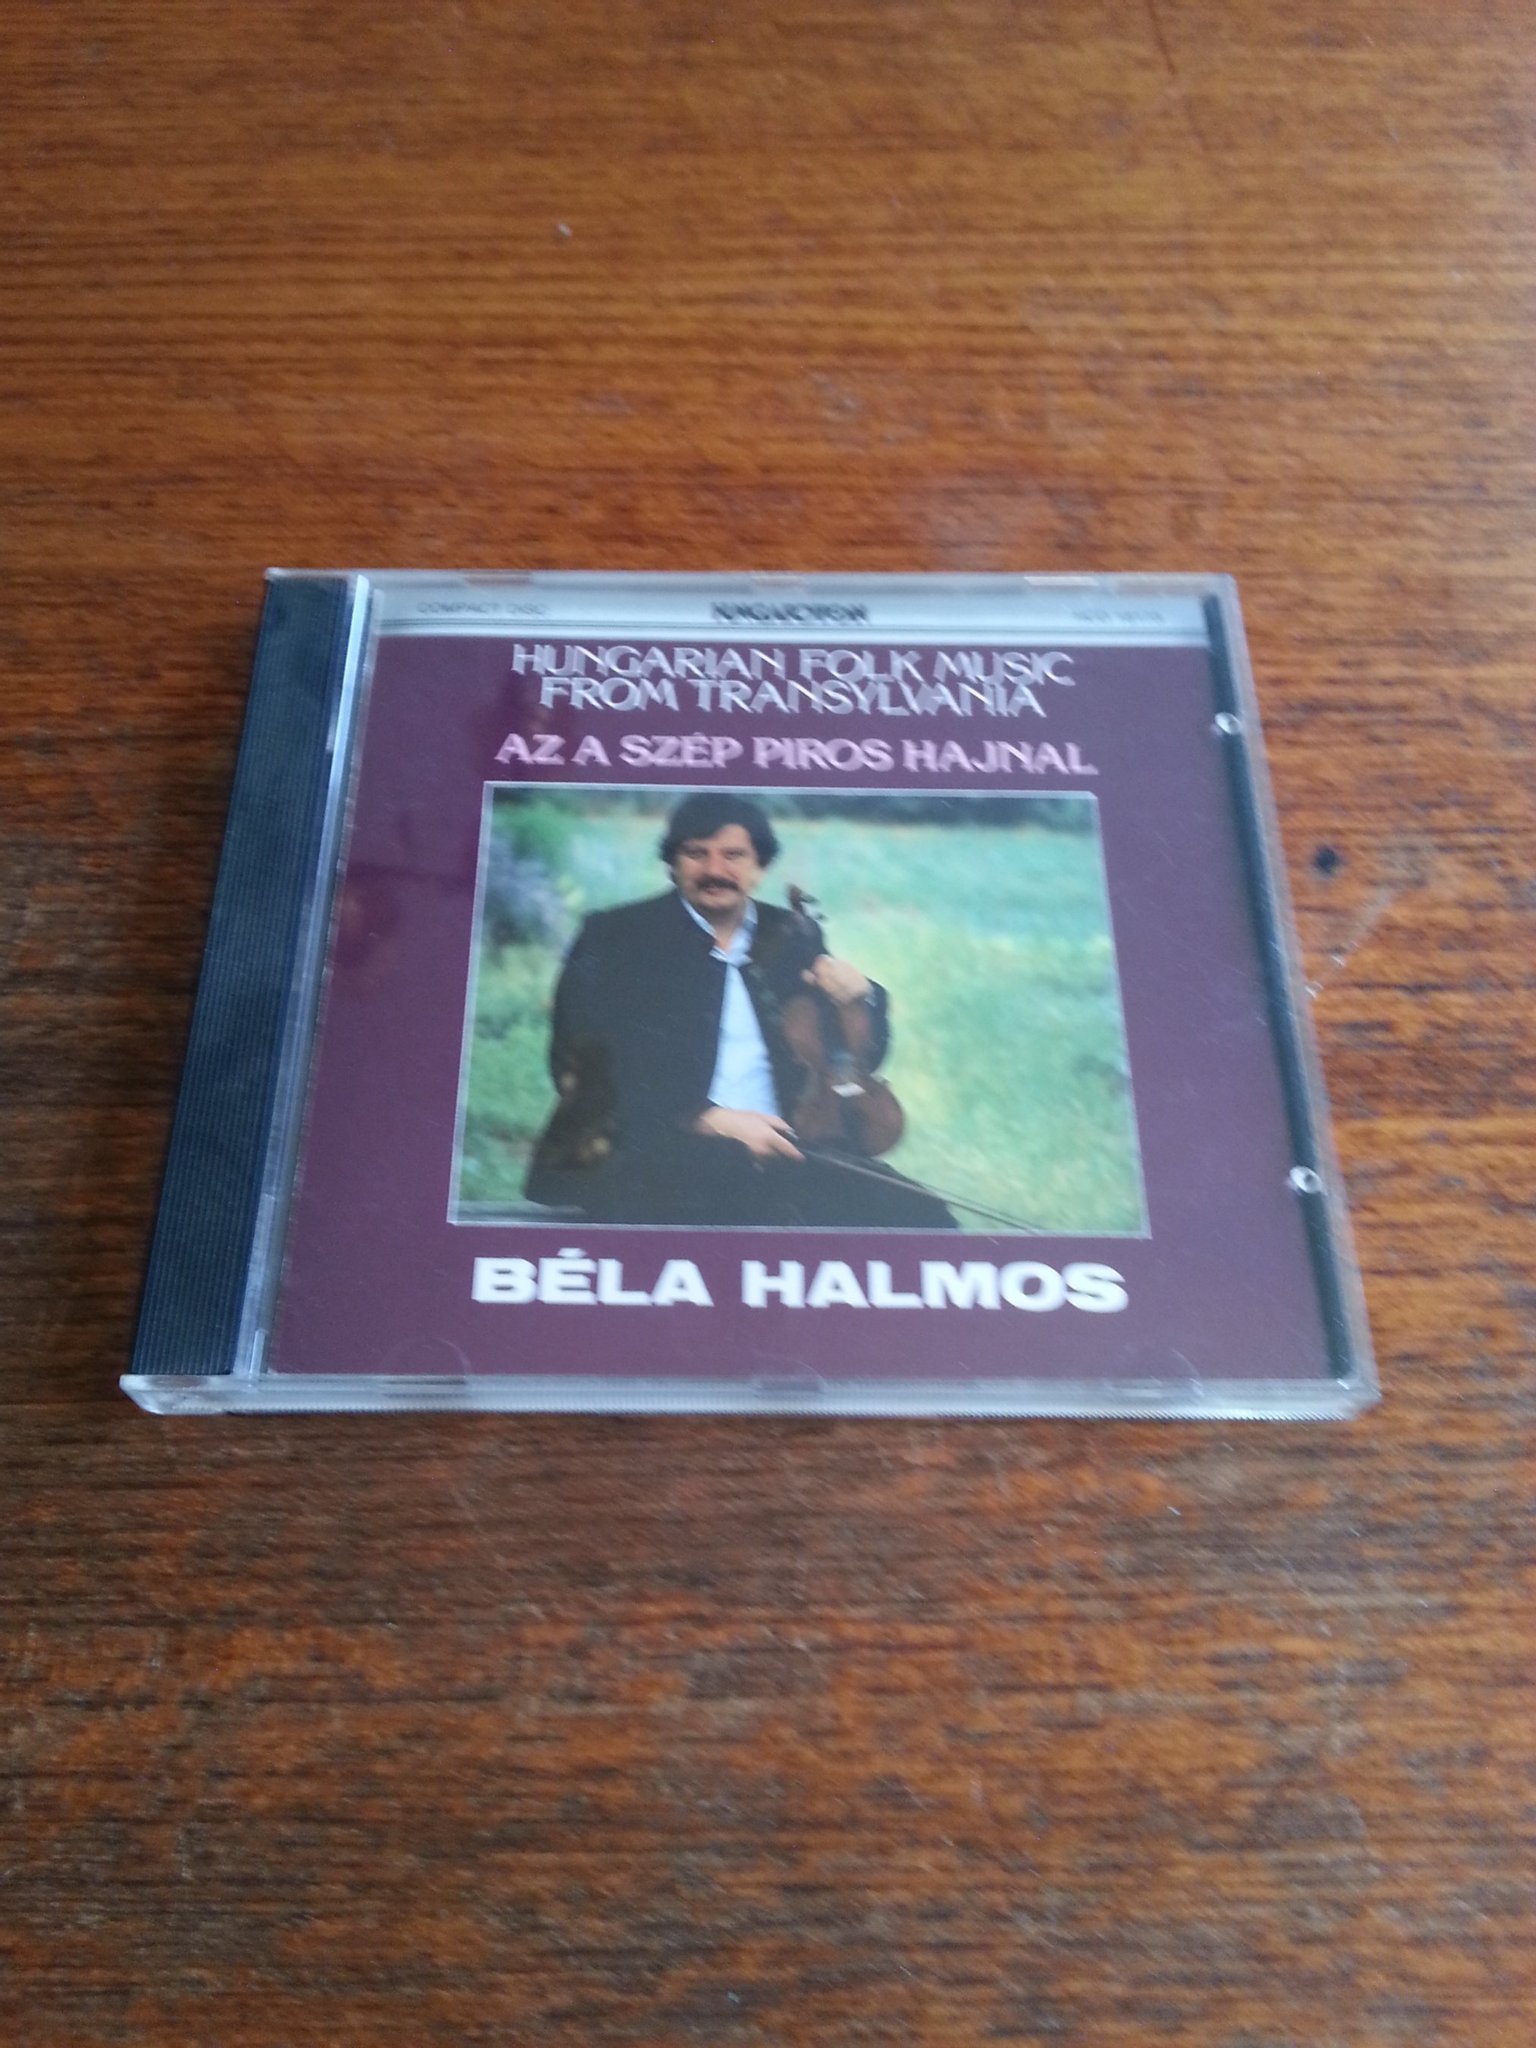 COMPACT DISC HUNGAROTON
HUNGARIAN FOLK MUSIC
FROM TRANSYLVANIA
AZ A SZÉP PIROS HAJNAL
BÉLA HALMOS